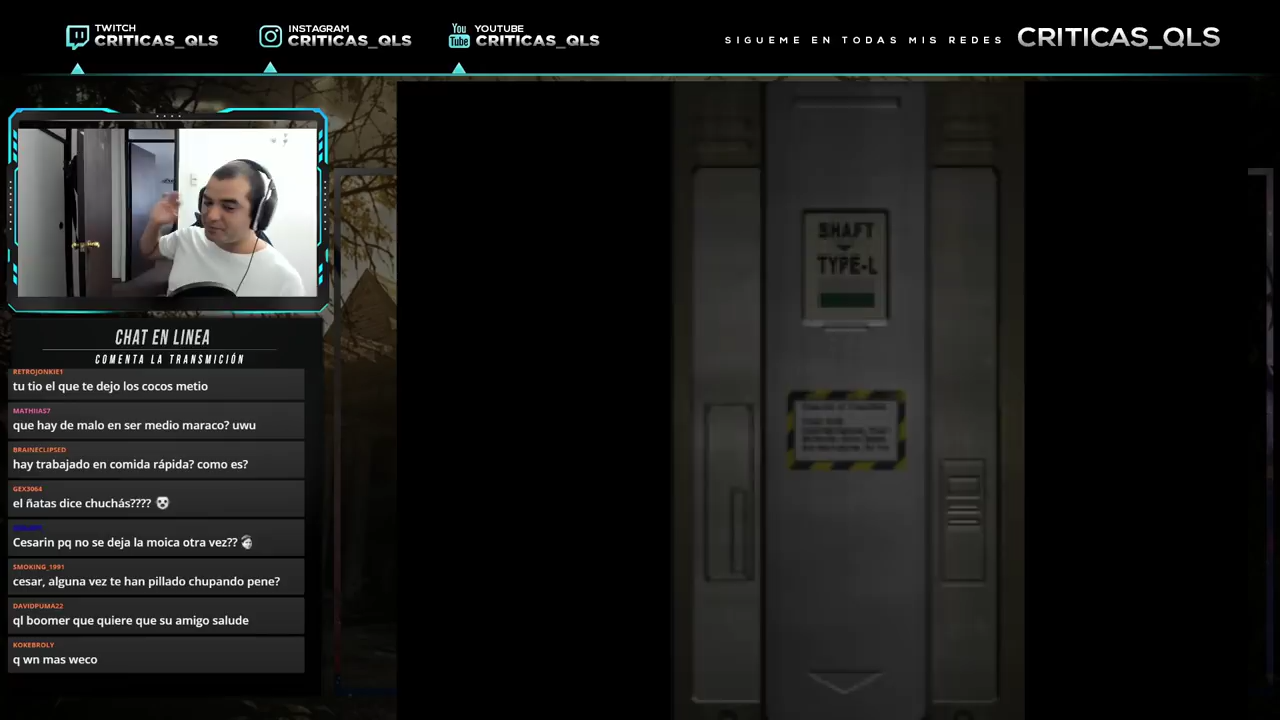 TWITCH
CRITICAS_QLS
INSTAGRAM
CRITICAS_QLS
You
Tube
YOUTUBE
CRITICAS_QLS
SIGUEME EN TODAS MIS REDES
CRITICAS_QLS
SHAFT
TYPE-L
CHAT EN LINEA
COMENTA LA TRANSMICIÓN
RETROJONKIE1
tu tio el que te dejo los cocos metio
MATHIIAS7
que hay de malo en ser medio maraco? uwu
BRAINECLIPSED
hay trabajado en comida rápida? como es?
GEX3064
el ñatas dice chuchás????
Cesarin pq no se deja la moica otra vez??
SMOKING_1991
cesar, alguna vez te han pillado chupando pene?
DAVIDPUMA22
ql boomer que quiere que su amigo salude
KOKEBROLY
q wn mas weco